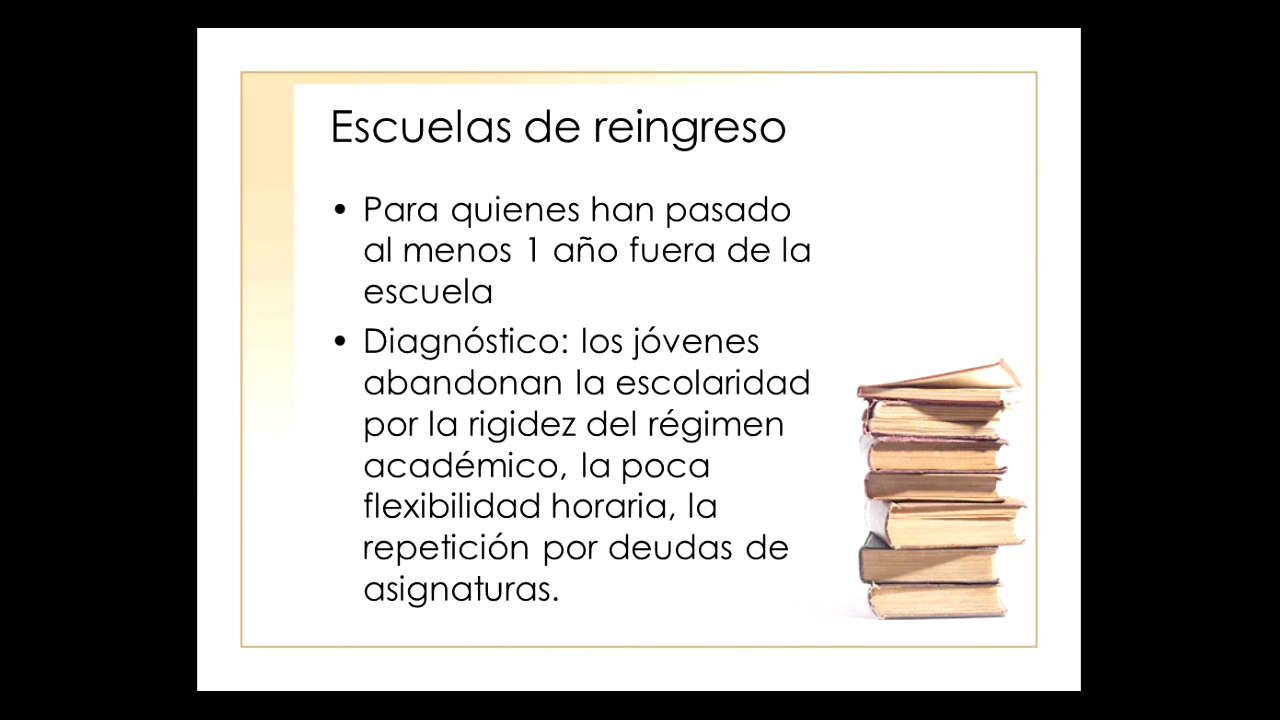 Escuelas de reingreso
• Para quienes han pasado
al menos 1 año fuera de la
escuela
• Diagnóstico: los jóvenes
abandonan la escolaridad
por la rigidez del régimen
académico, la poca
flexibilidad horaria, la
repetición por deudas de
asignaturas.